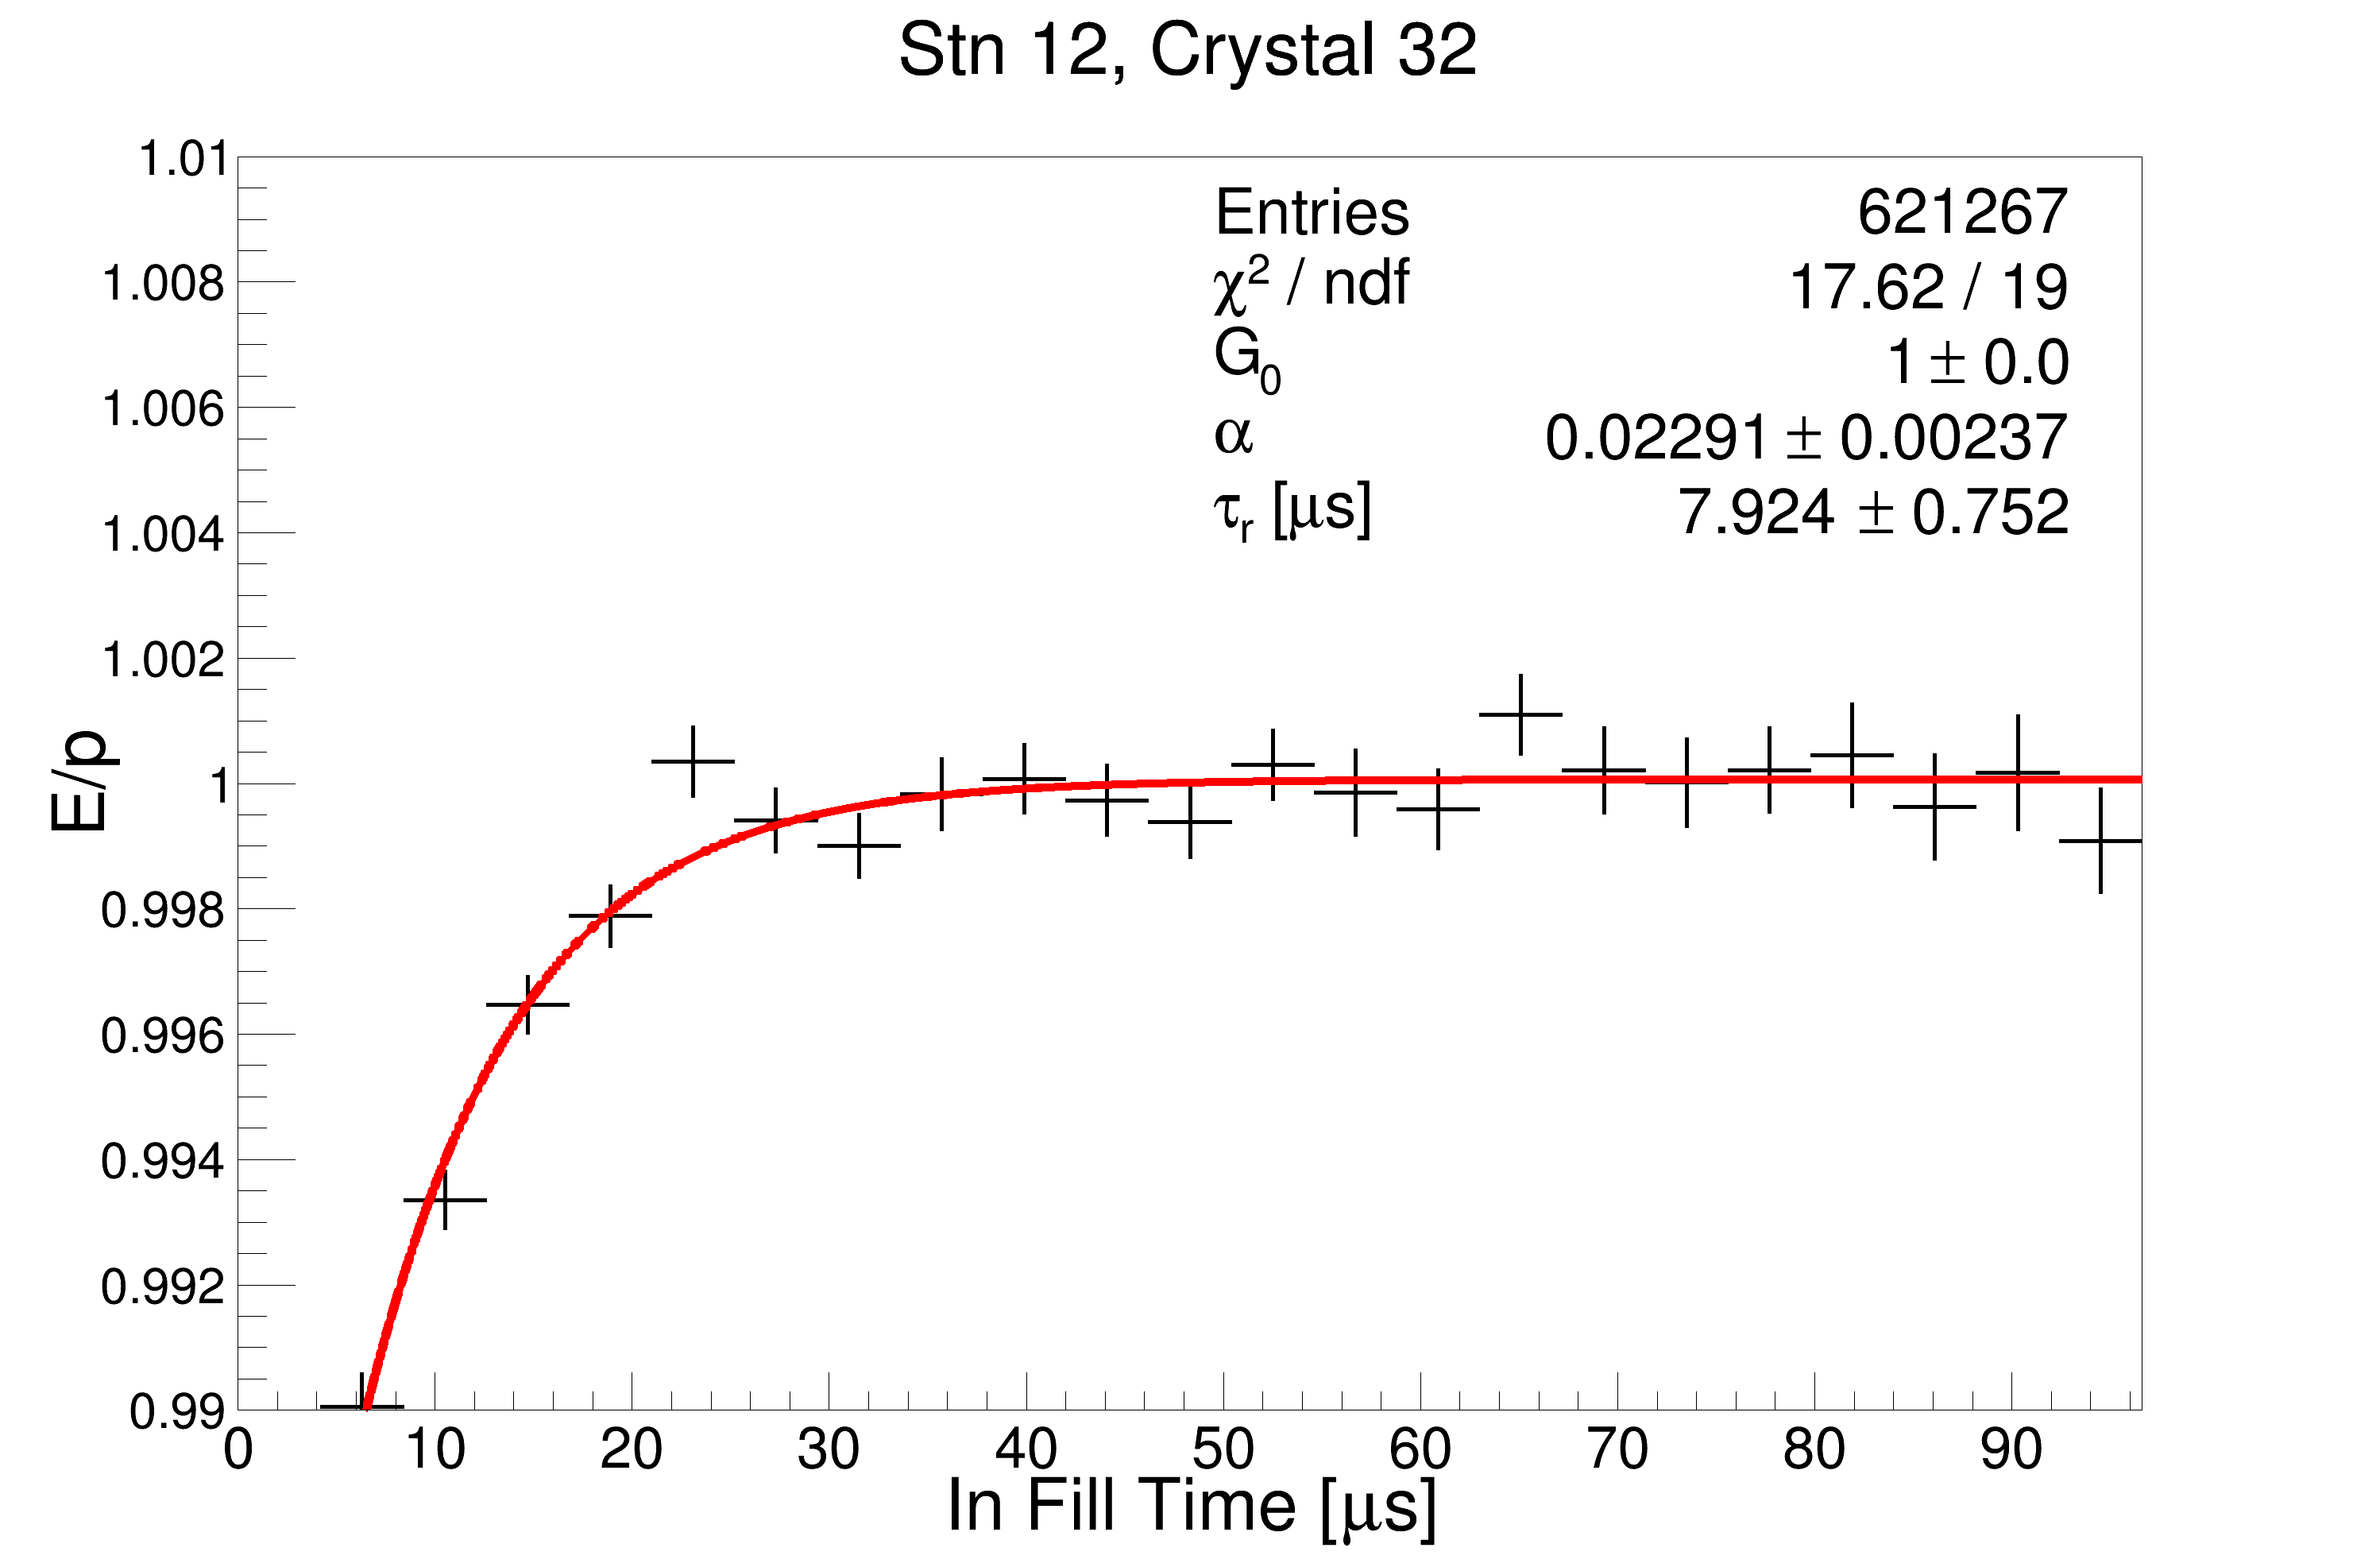 Stn 12, Crystal 32
Entries 621267
χ² / ndf 17.62 / 19
G₀ 1 ± 0.0
α 0.02291 ± 0.00237
τᵣ [μs] 7.924 ± 0.752
E/p
1.01
1.008
1.006
1.004
1.002
1
0.998
0.996
0.994
0.992
0.99
0 10 20 30 40 50 60 70 80 90
In Fill Time [μs]